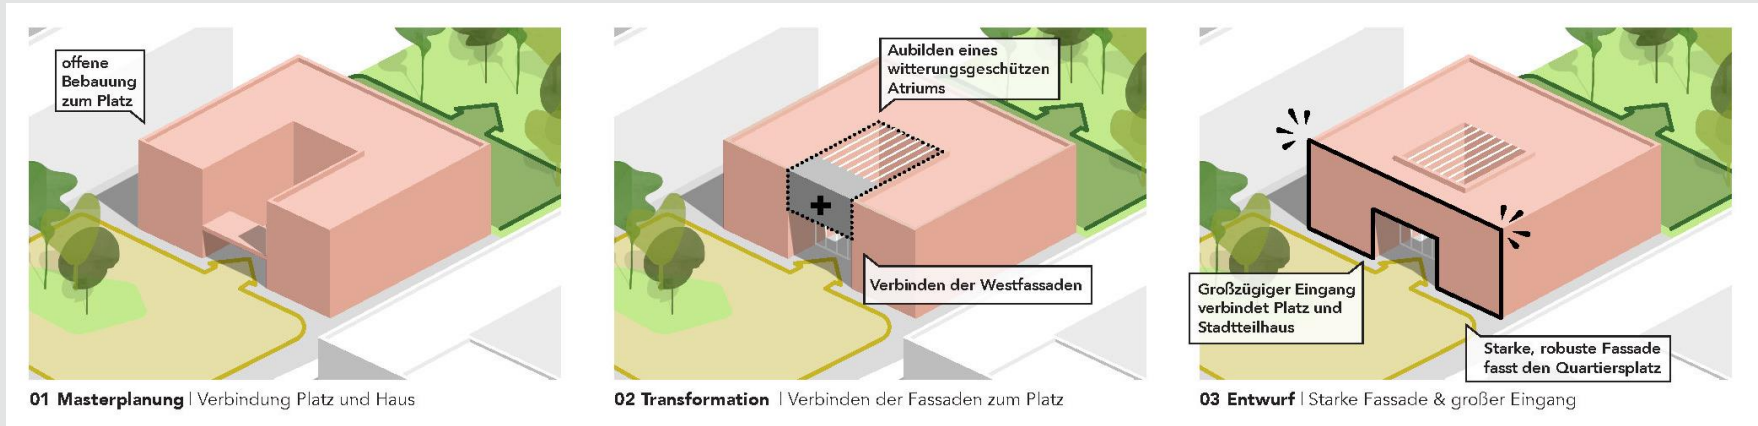 offene
Bebauung
zum Platz
01 Masterplanung | Verbindung Platz und Haus
Aubilden eines
witterungsgeschützen
Atriums
+
Verbinden der Westfassaden
02 Transformation | Verbinden der Fassaden zum Platz
Großzügiger Eingang
verbindet Platz und
Stadtteilhaus
Starke, robuste Fassade
fasst den Quartiersplatz
03 Entwurf | Starke Fassade & großer Eingang